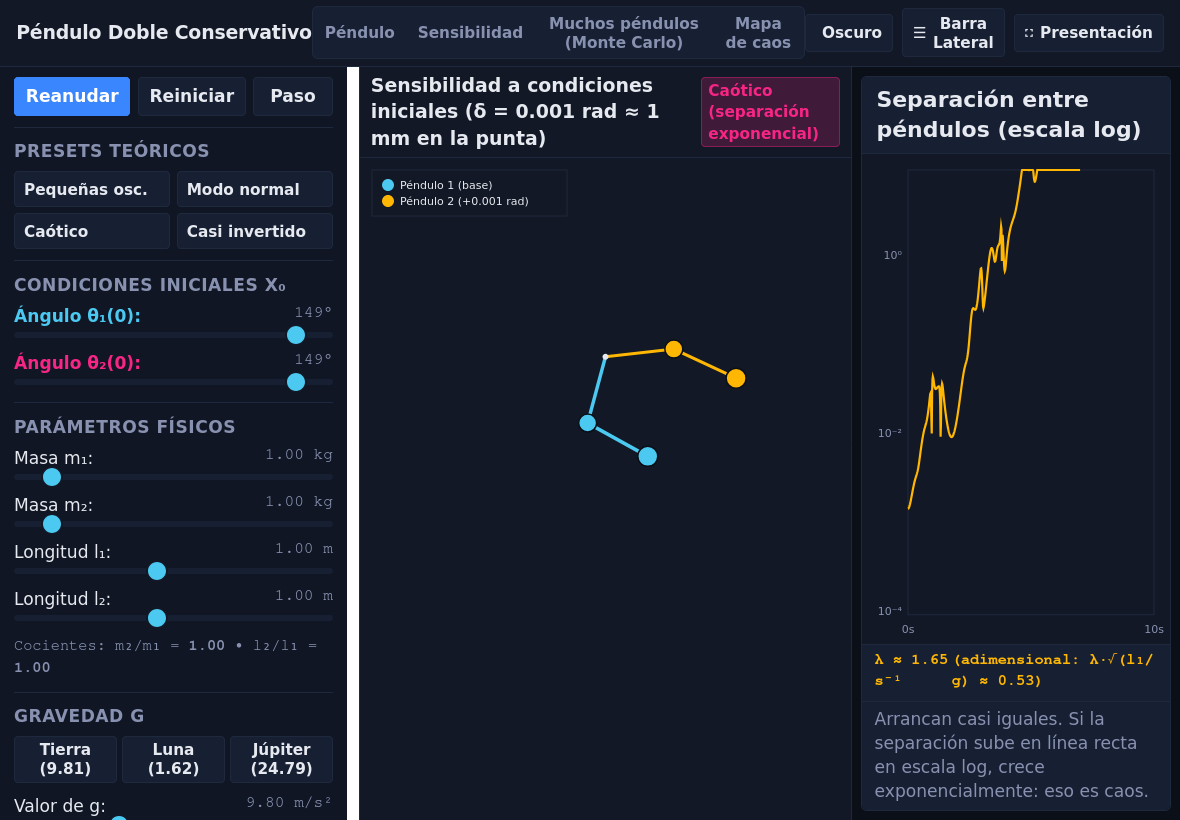 Péndulo Doble Conservativo
Péndulo
Sensibilidad
Muchos péndulos
(Monte Carlo)
Mapa
de caos
Oscuro
☰ Barra
Lateral
Presentación
Reanudar
Reiniciar
Paso
PRESETS TEÓRICOS
Pequeñas osc.
Modo normal
Caótico
Casi invertido
CONDICIONES INICIALES X₀
Ángulo θ₁(0): 149°
Ángulo θ₂(0): 149°
PARÁMETROS FÍSICOS
Masa m₁: 1.00 kg
Masa m₂: 1.00 kg
Longitud l₁: 1.00 m
Longitud l₂: 1.00 m
Cocientes: m₂/m₁ = 1.00 • l₂/l₁ =
1.00
GRAVEDAD G
Tierra
(9.81)
Luna
(1.62)
Júpiter
(24.79)
Valor de g: 9.80 m/s²
Sensibilidad a condiciones
iniciales (δ = 0.001 rad ≈ 1
mm en la punta)
Caótico
(separación
exponencial)
Péndulo 1 (base)
Péndulo 2 (+0.001 rad)
Separación entre
péndulos (escala log)
10⁰
10⁻²
10⁻⁴
0s
10s
λ ≈ 1.65
s⁻¹
(adimensional: λ·√(l₁/
g) ≈ 0.53)
Arrancan casi iguales. Si la
separación sube en línea recta
en escala log, crece
exponencialmente: eso es caos.